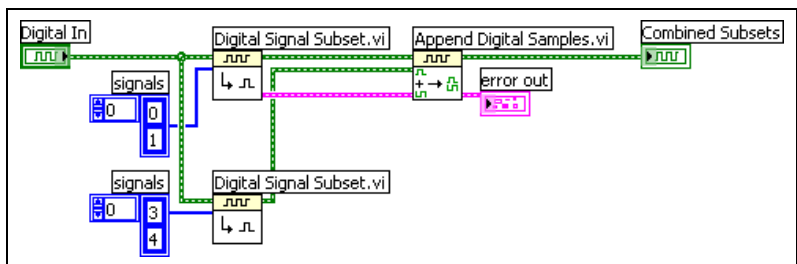 Digital In
Digital Signal Subset.vi
Append Digital Samples.vi
Combined Subsets
signals
0
0
1
error out
signals
0
3
4
Digital Signal Subset.vi